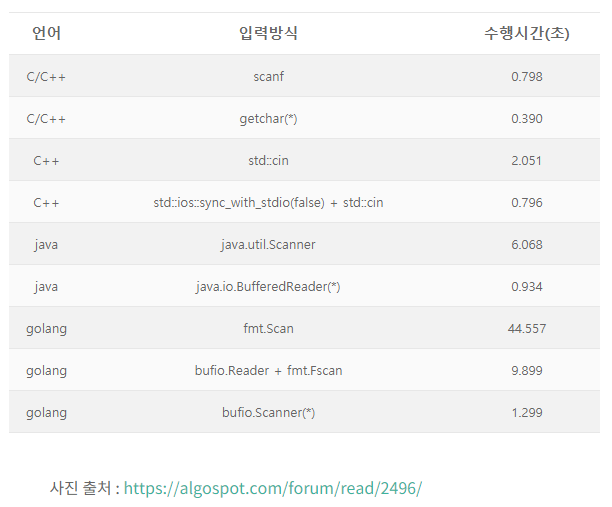 언어 입력방식 수행시간(초)
C/C++ scanf 0.798
C/C++ getchar(*) 0.390
C++ std::cin 2.051
C++ std::ios::sync_with_stdio(false) + std::cin 0.796
java java.util.Scanner 6.068
java java.io.BufferedReader(*) 0.934
golang fmt.Scan 44.557
golang bufio.Reader + fmt.Fscan 9.899
golang bufio.Scanner(*) 1.299
사진 출처 : https://algospot.com/forum/read/2496/